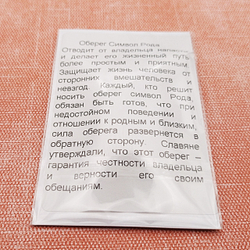 Оберег Символ Рода
Отводит от владельца напасти
и делает его жизненный путь
более простым и приятным.
Защищает жизнь человека от
сторонних вмешательств и
невзгод. Каждый, кто решит
носить оберег символ Рода,
обязан быть готов, что при
недостойном поведении и
отношении к родным и близким,
сила оберега развернется в
обратную сторону. Славяне
утверждали, что этот оберег –
гарантия честности владельца
и верности его своим
обещаниям.